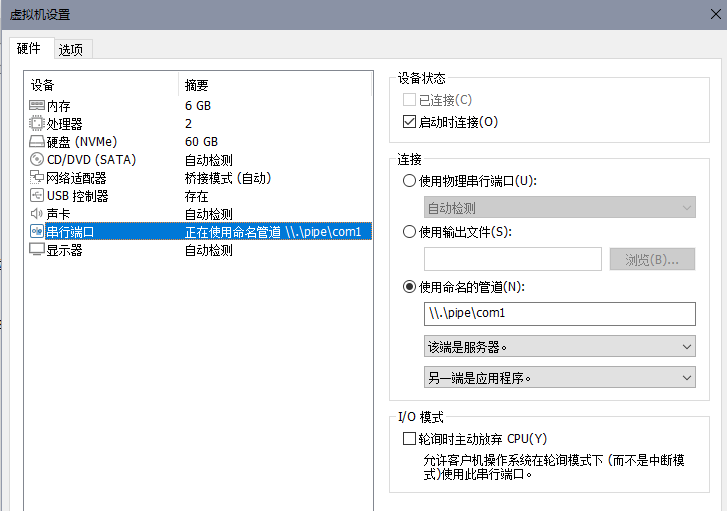 虚拟机设置
硬件 选项
设备 摘要
内存 6 GB
处理器 2
硬盘 (NVMe) 60 GB
CD/DVD (SATA) 自动检测
网络适配器 桥接模式 (自动)
USB 控制器 存在
声卡 自动检测
串行端口 正在使用命名管道 \\.\pipe\com1
显示器 自动检测
设备状态
已连接(C)
启动时连接(O)
连接
使用物理串行端口(U):
自动检测
使用输出文件(S):
浏览(B)...
使用命名的管道(N):
\\.\pipe\com1
该端是服务器。
另一端是应用程序。
I/O 模式
轮询时主动放弃 CPU(Y)
允许客户机操作系统在轮询模式下 (而不是中断模
式)使用此串行端口。